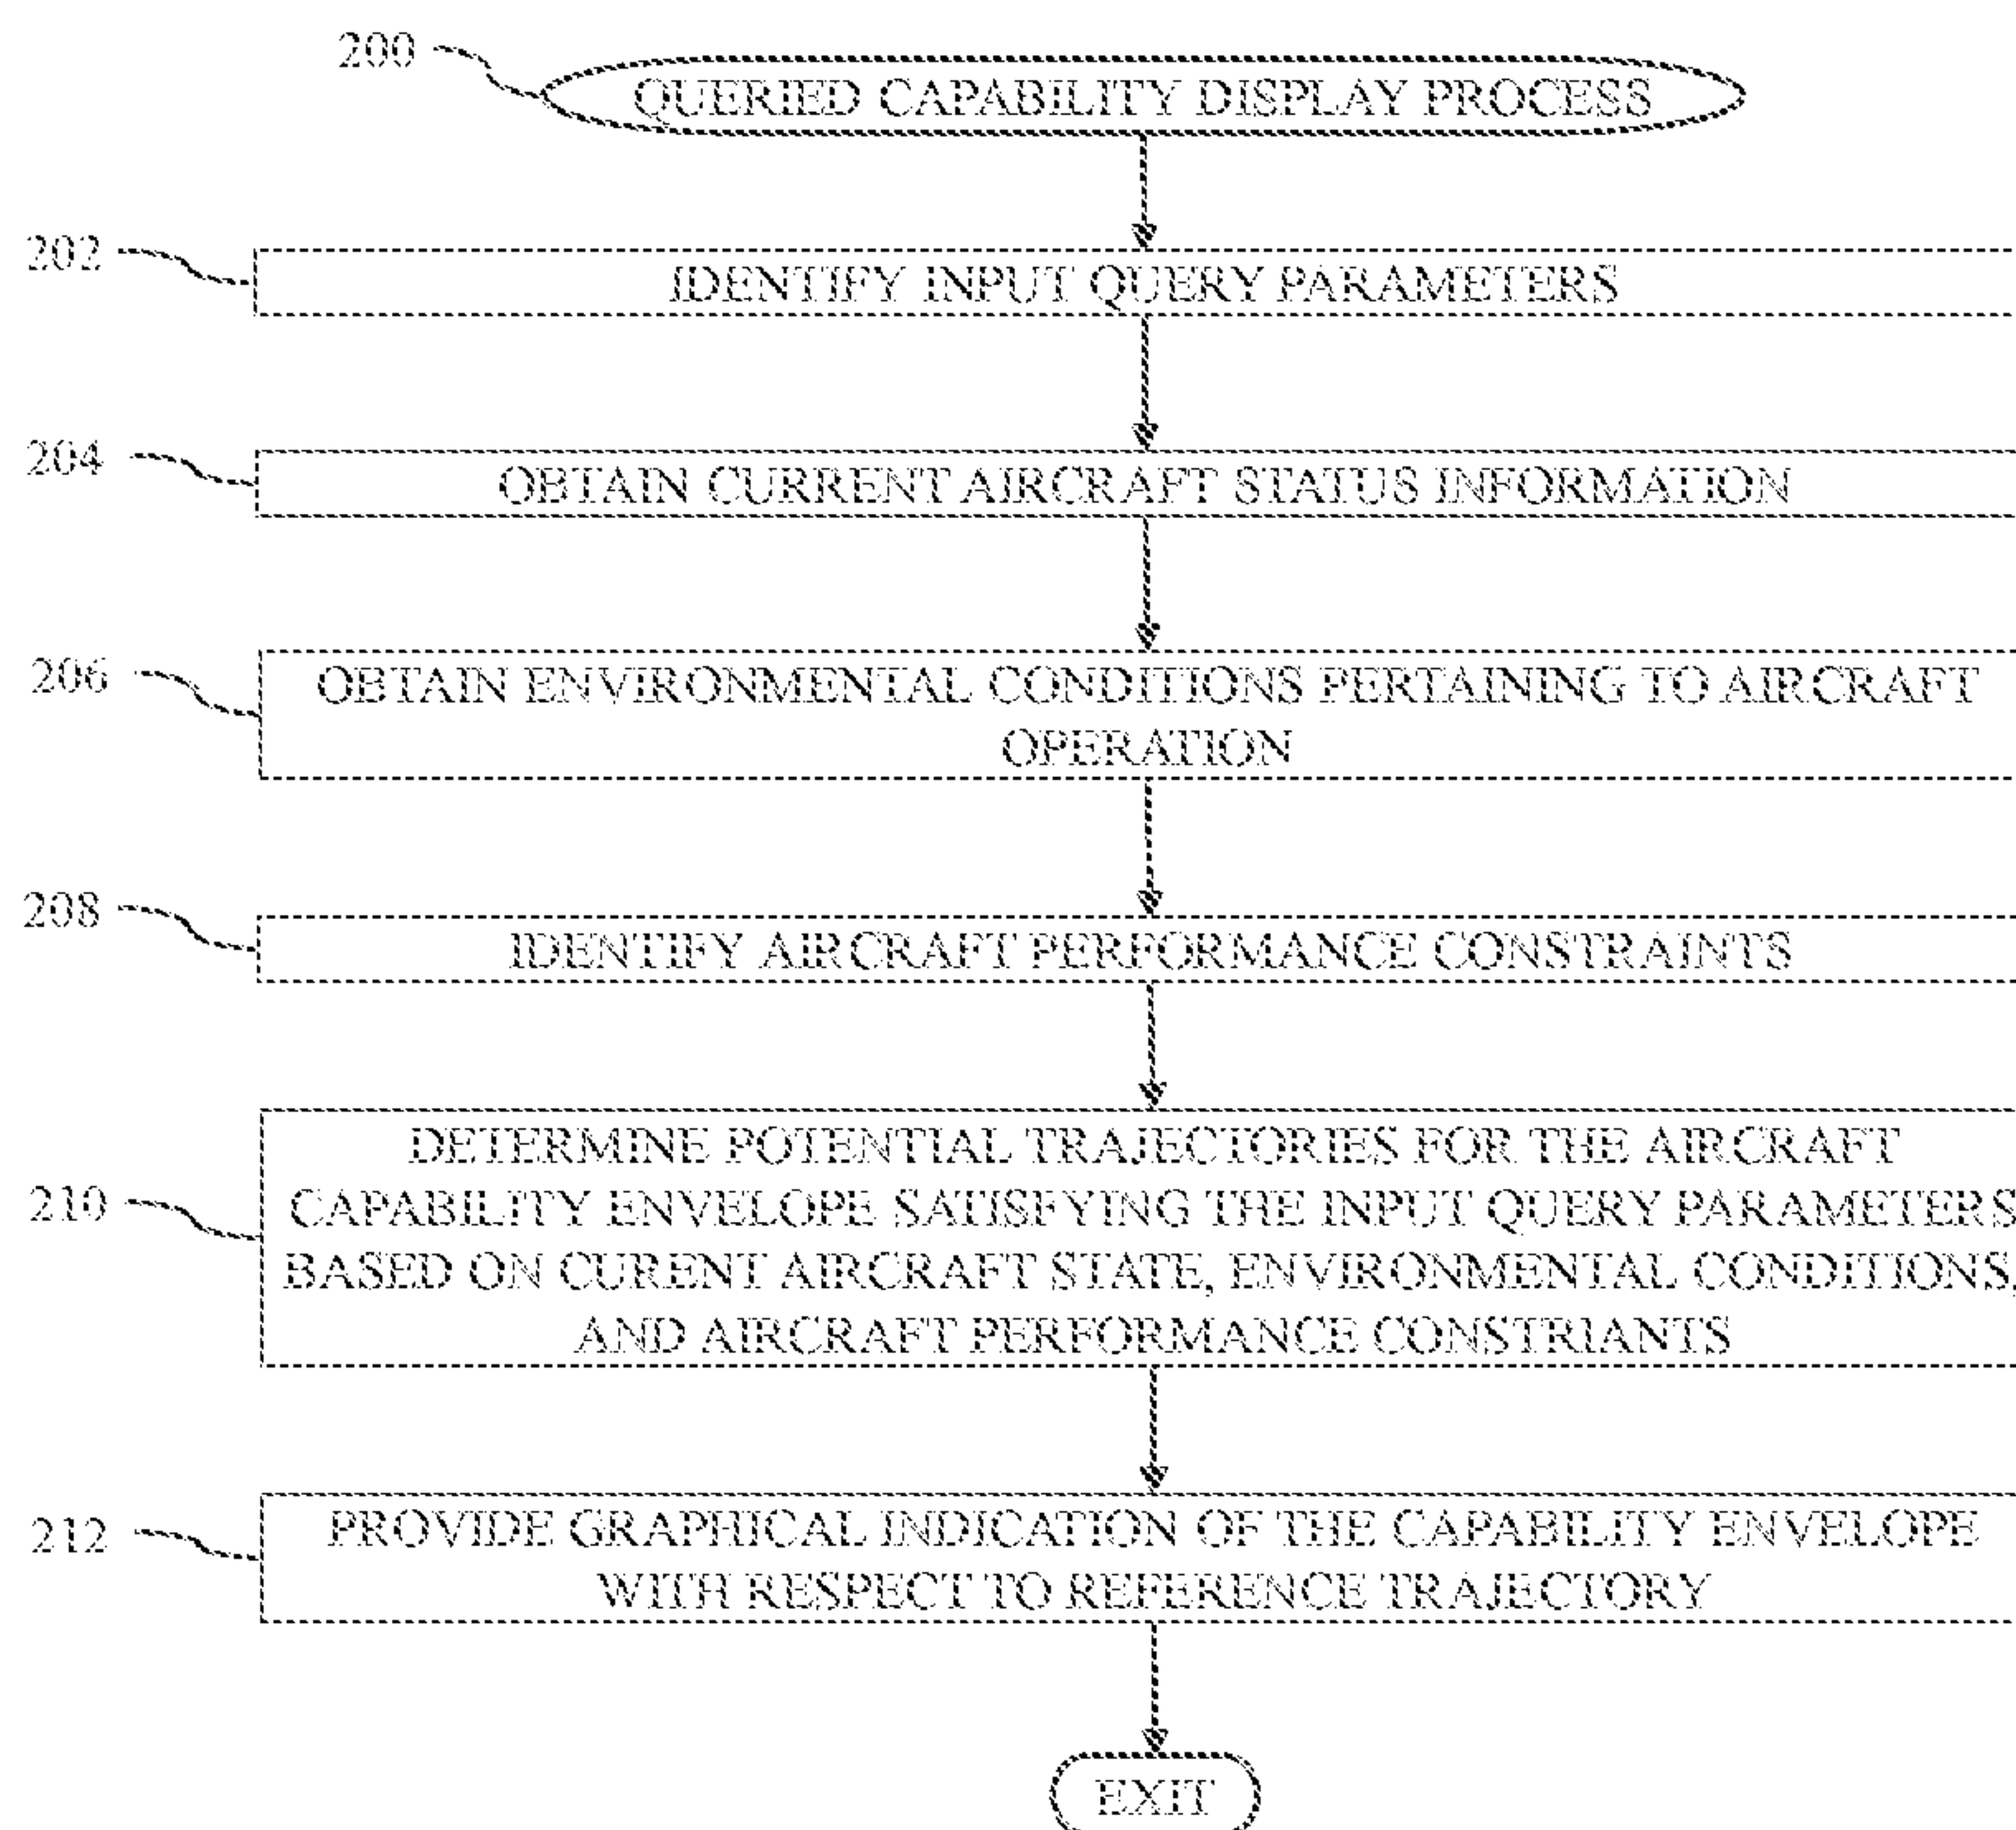 200
QUERIED CAPABILITY DISPLAY PROCESS
202
IDENTIFY INPUT QUERY PARAMETERS
204
OBTAIN CURRENT AIRCRAFT STATUS INFORMATION
206
OBTAIN ENVIRONMENTAL CONDITIONS PERTAINING TO AIRCRAFT
OPERATION
208
IDENTIFY AIRCRAFT PERFORMANCE CONSTRAINTS
210
DETERMINE POTENTIAL TRAJECTORIES FOR THE AIRCRAFT
CAPABILITY ENVELOPE SATISFYING THE INPUT QUERY PARAMETERS
BASED ON CURENT AIRCRAFT STATE, ENVIRONMENTAL CONDITIONS,
AND AIRCRAFT PERFORMANCE CONSTRIANTS
212
PROVIDE GRAPHICAL INDICATION OF THE CAPABILITY ENVELOPE
WITH RESPECT TO REFERENCE TRAJECTORY
EXIT